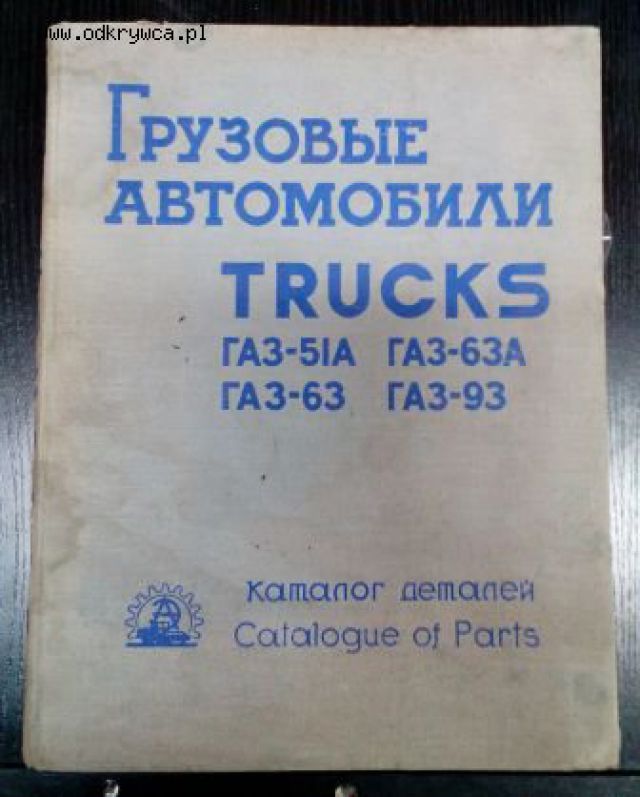 ww.odkrywca.pl
ГРУЗОВЫЕ
АВТОМОБИЛИ
TRUCKS
ГАЗ-51А ГАЗ-63А
ГАЗ-63 ГАЗ-93
Каталог деталей
Catalogue of Parts